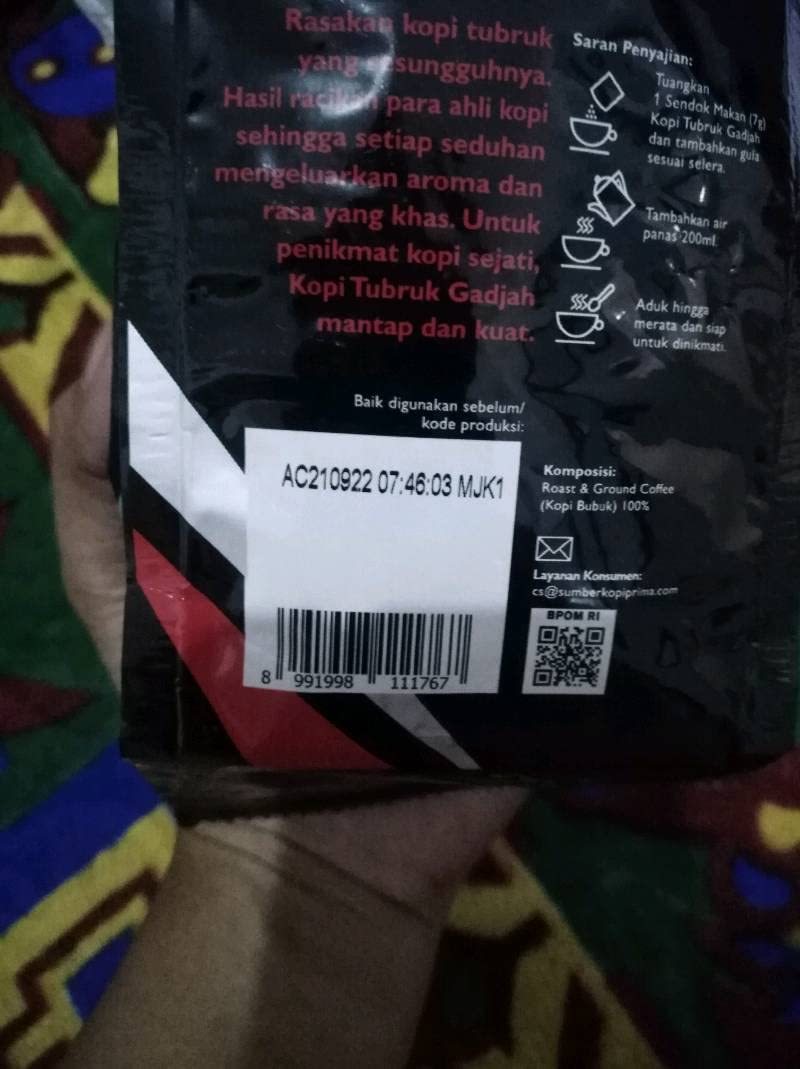 Rasakan kopi tubruk
yang sesungguhnya.
Hasil racikan para ahli kopi
sehingga setiap seduhan
mengeluarkan aroma dan
rasa yang khas. Untuk
penikmat kopi sejati,
Kopi Tubruk Gadjah
mantap dan kuat.
Saran Penyajian:
Tuangkan
1 Sendok Makan (7g)
Kopi Tubruk Gadjah
dan tambahkan gula
sesuai selera.
Tambahkan air
panas 200ml.
Aduk hingga
merata dan siap
untuk dinikmati.
Baik digunakan sebelum/
kode produksi:
AC210922 07:46:03 MJK1
8 991998 111767
Komposisi:
Roast & Ground Coffee
(Kopi Bubuk) 100%
Layanan Konsumen:
cs@sumberkopiprima.com
BPOM RI